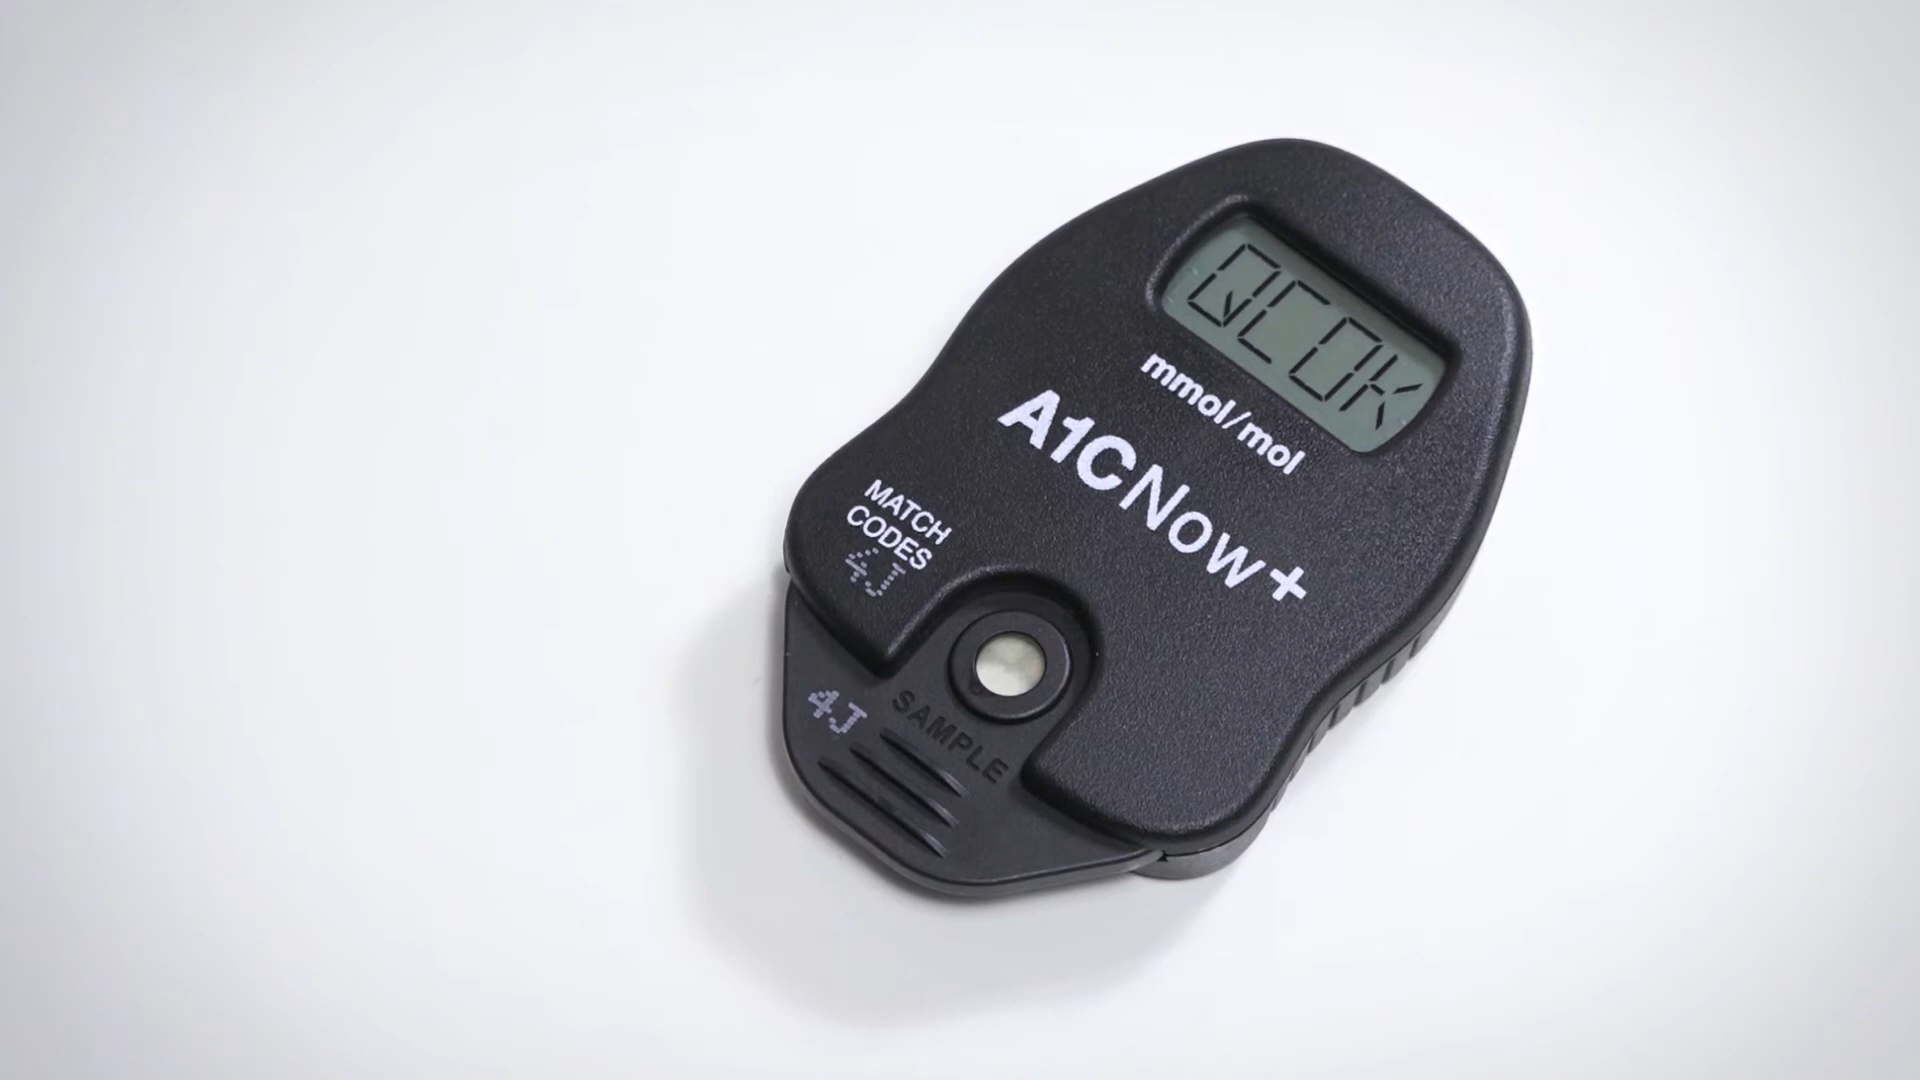 QCOK
mmol/mol
A1CNow+
MATCH
CODES
4J
4J
SAMPLE